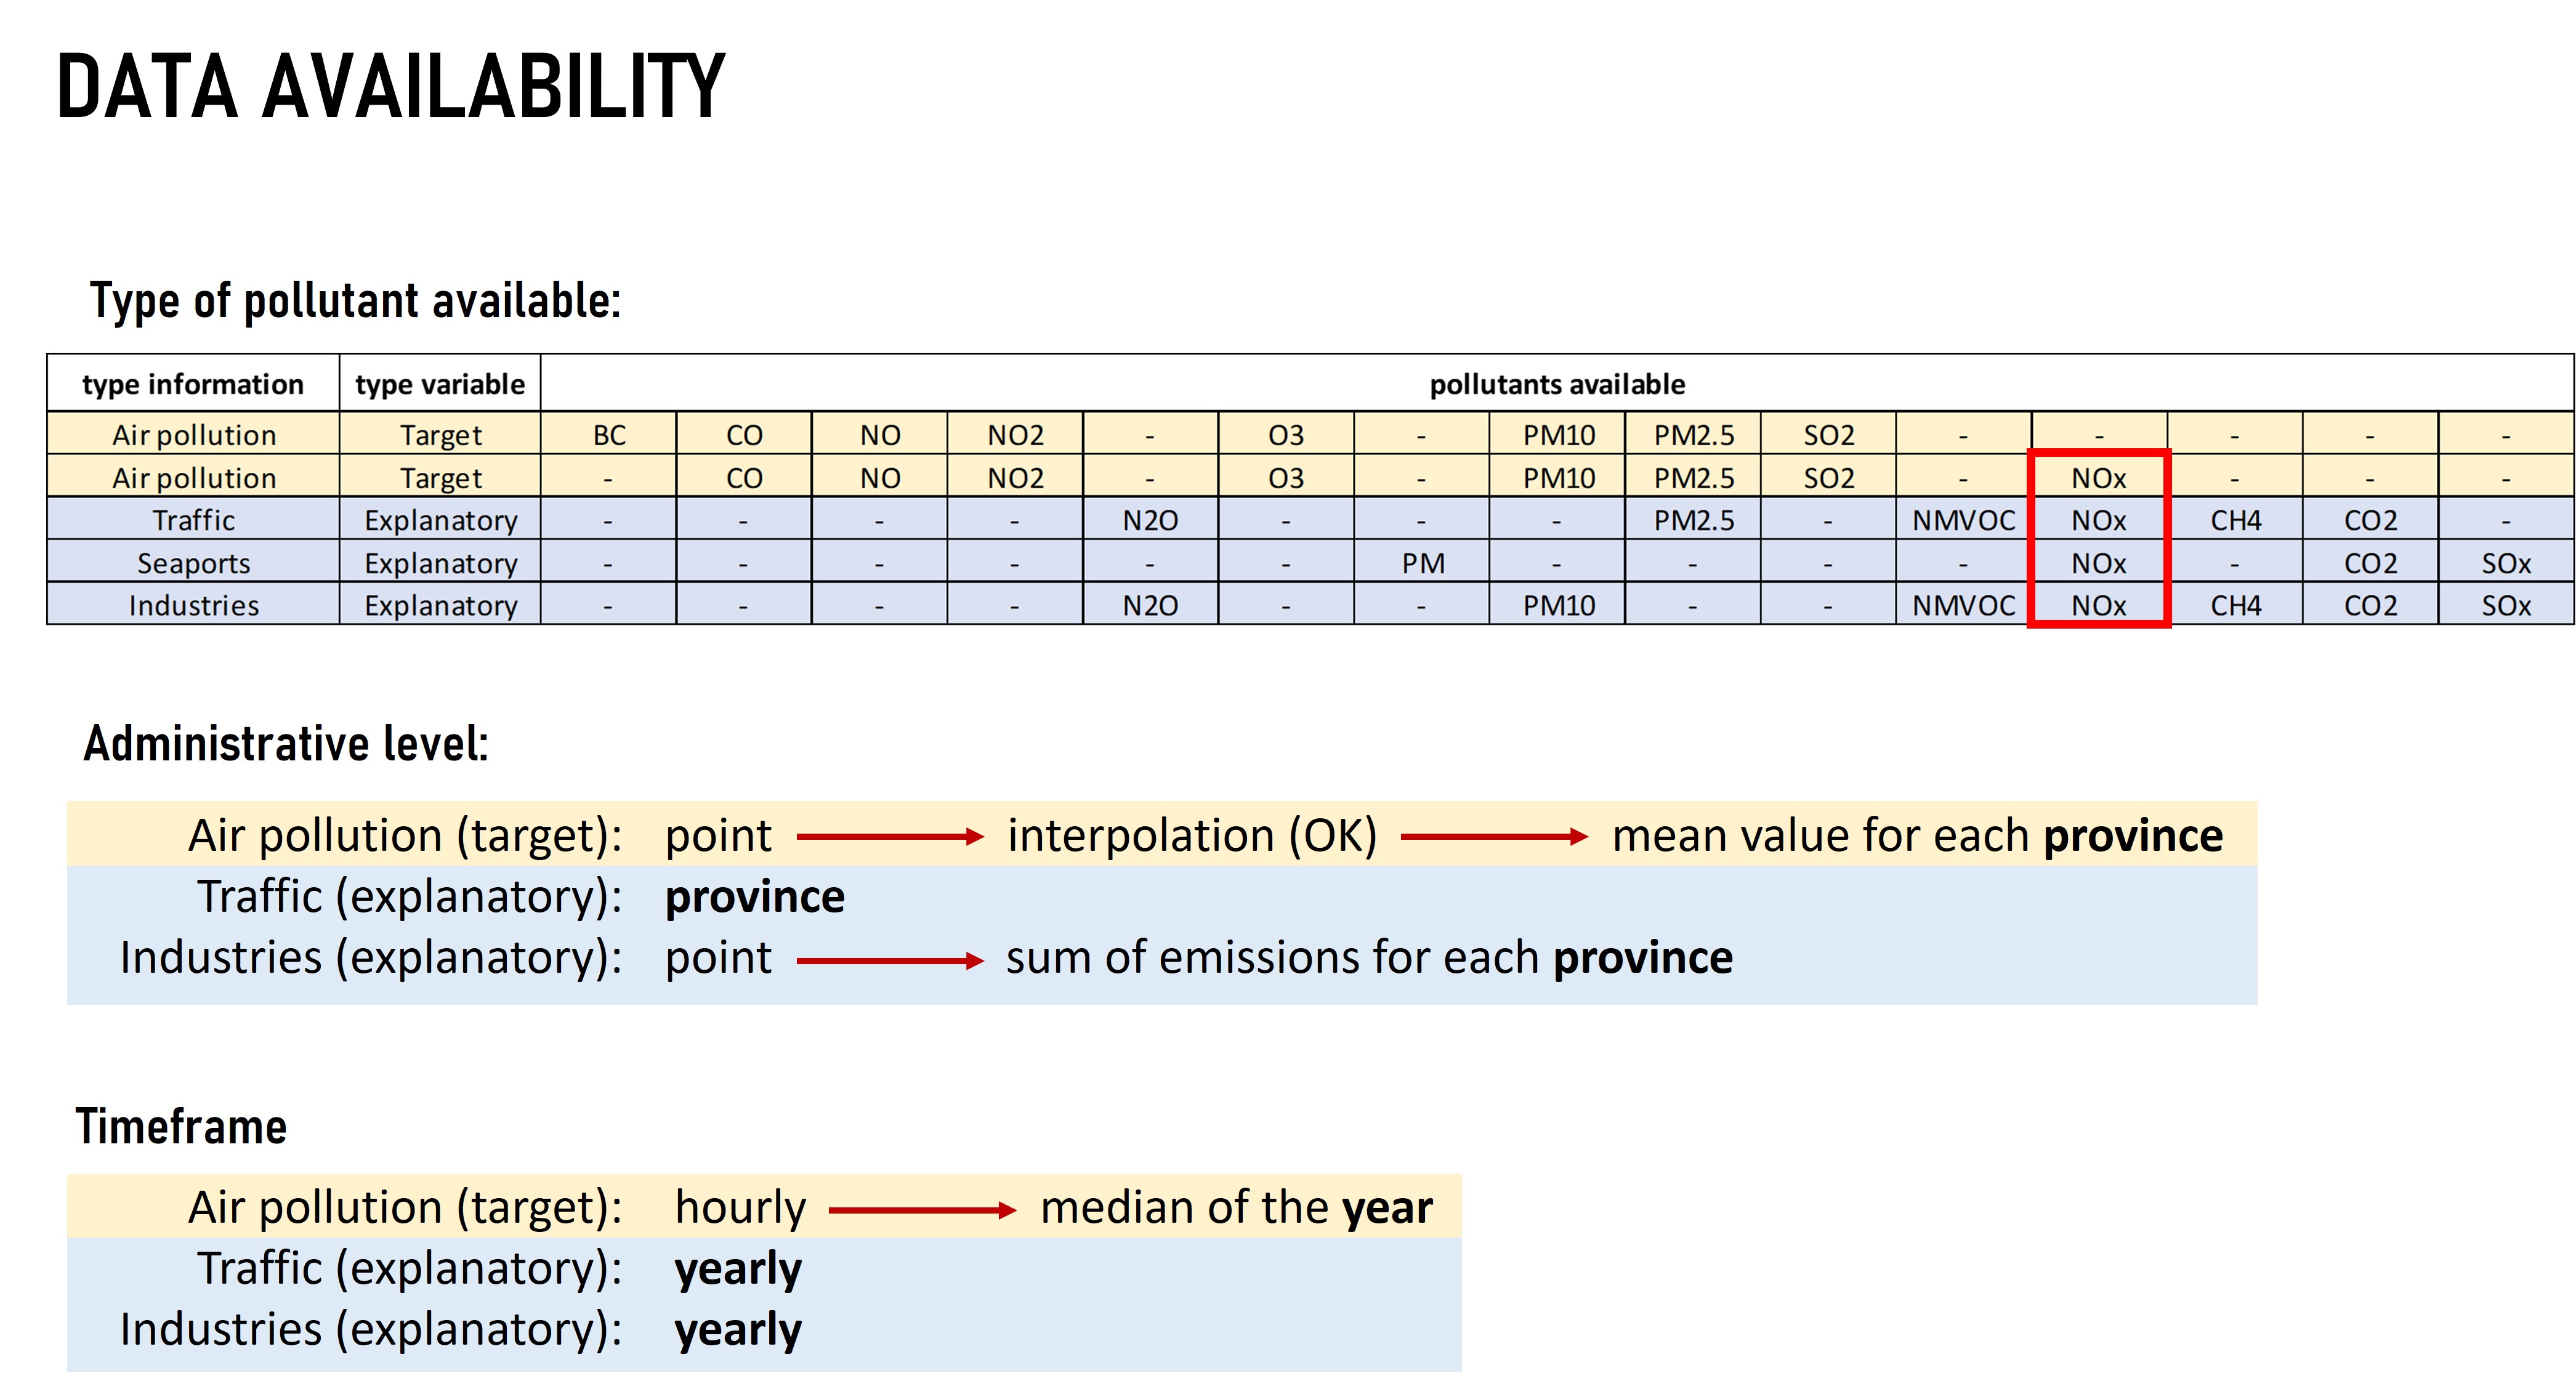 DATA AVAILABILITY
Type of pollutant available:
type information type variable pollutants available
Air pollution Target BC CO NO NO2 - O3 - PM10 PM2.5 SO2 - - - - -
Air pollution Target - CO NO NO2 - O3 - PM10 PM2.5 SO2 - NOx - - -
Traffic Explanatory - - - - N2O - - - PM2.5 - NMVOC NOx CH4 CO2 -
Seaports Explanatory - - - - - - PM - - - - NOx - CO2 SOx
Industries Explanatory - - - - N2O - - PM10 - - NMVOC NOx CH4 CO2 SOx
Administrative level:
Air pollution (target): point interpolation (OK) mean value for each province
Traffic (explanatory): province
Industries (explanatory): point sum of emissions for each province
Timeframe
Air pollution (target): hourly median of the year
Traffic (explanatory): yearly
Industries (explanatory): yearly